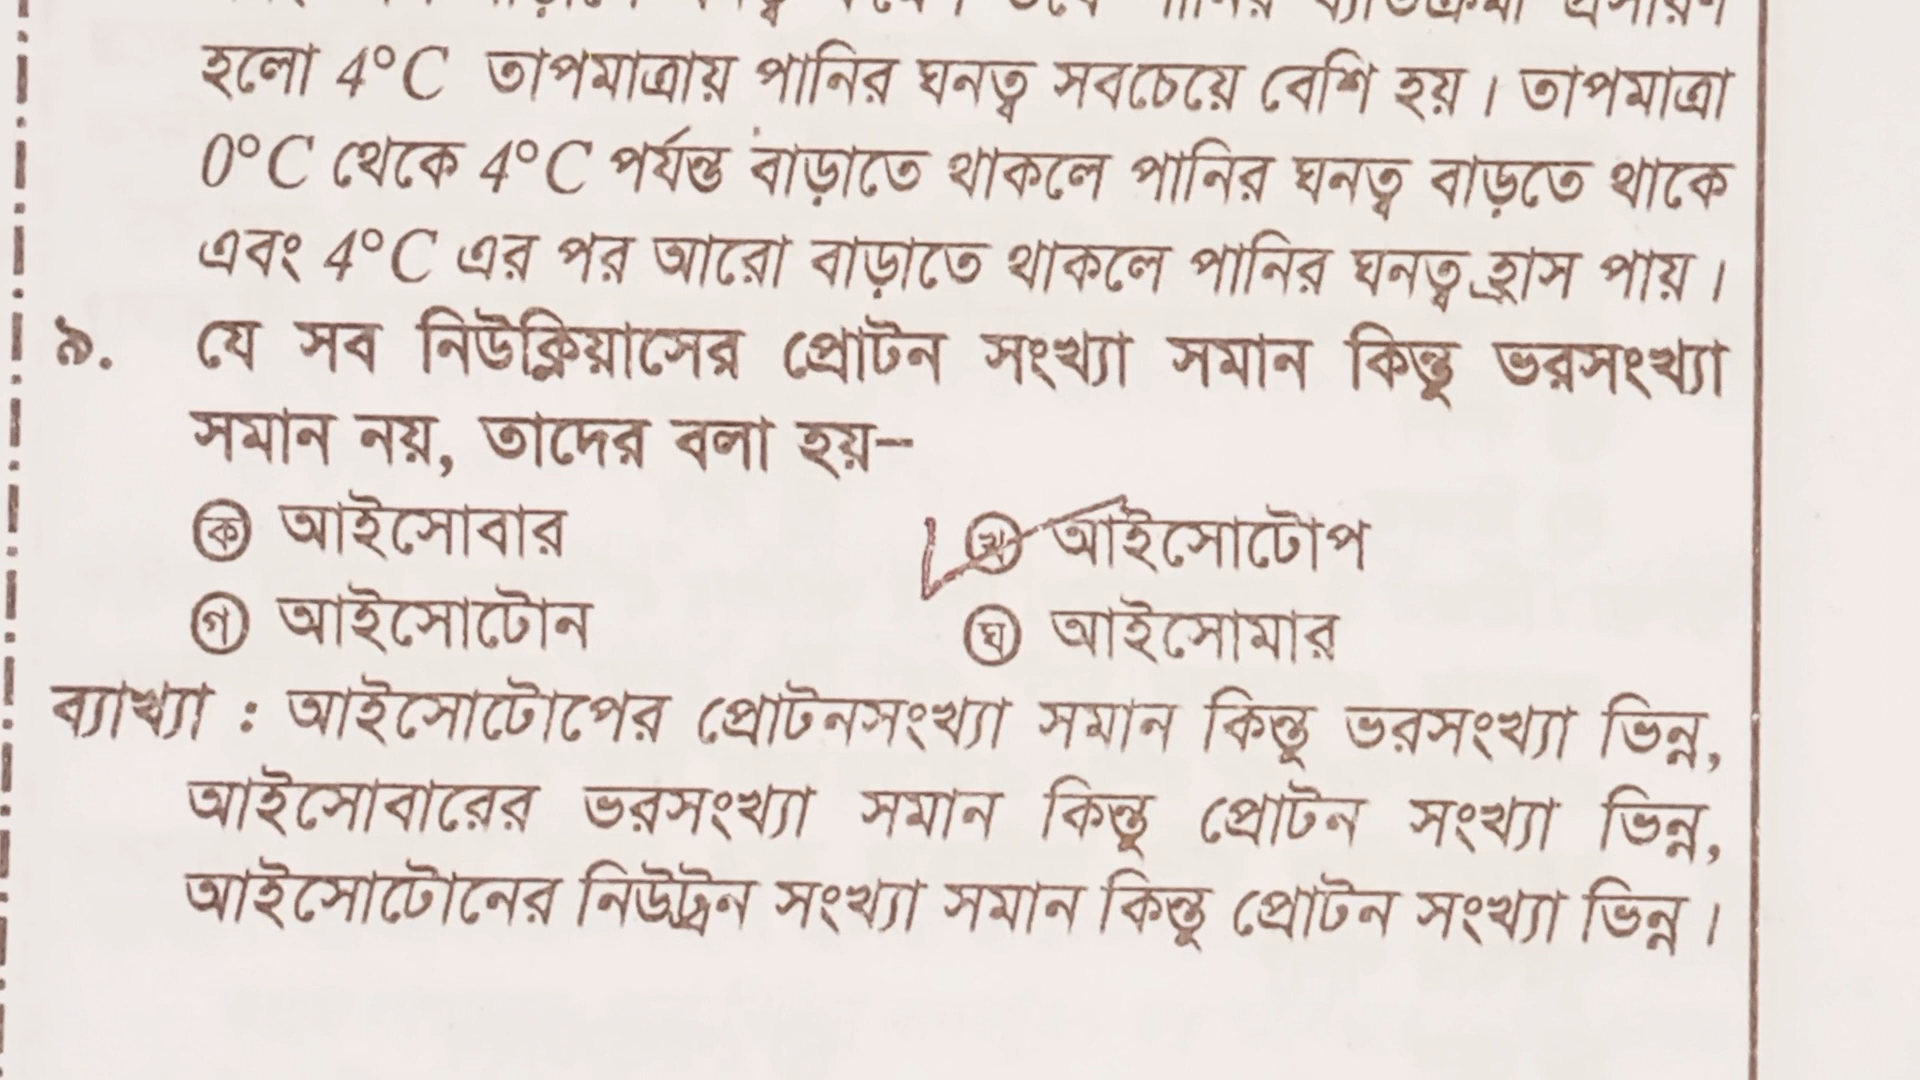 হলো 4°C তাপমাত্রায় পানির ঘনত্ব সবচেয়ে বেশি হয়। তাপমাত্রা
0°C থেকে 4°C পর্যন্ত বাড়াতে থাকলে পানির ঘনত্ব বাড়তে থাকে
এবং 4°C এর পর আরো বাড়াতে থাকলে পানির ঘনত্ব হ্রাস পায়।
৯. যে সব নিউক্লিয়াসের প্রোটন সংখ্যা সমান কিন্তু ভরসংখ্যা
সমান নয়, তাদের বলা হয়–
ক আইসোবার খ আইসোটোপ
গ আইসোটোন ঘ আইসোমার
ব্যাখ্যা : আইসোটোপের প্রোটনসংখ্যা সমান কিন্তু ভরসংখ্যা ভিন্ন,
আইসোবারের ভরসংখ্যা সমান কিন্তু প্রোটন সংখ্যা ভিন্ন,
আইসোটোনের নিউট্রন সংখ্যা সমান কিন্তু প্রোটন সংখ্যা ভিন্ন।